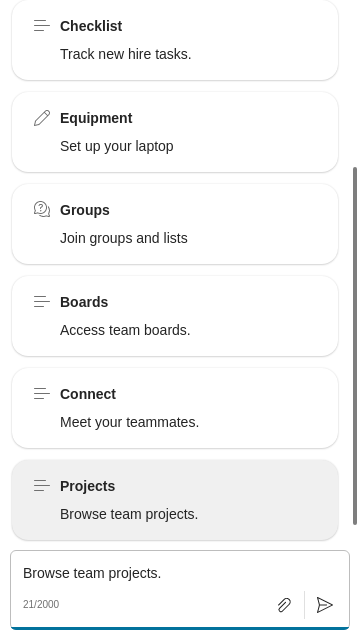 Checklist
Track new hire tasks.
Equipment
Set up your laptop
Groups
Join groups and lists
Boards
Access team boards.
Connect
Meet your teammates.
Projects
Browse team projects.
Browse team projects.
21/2000